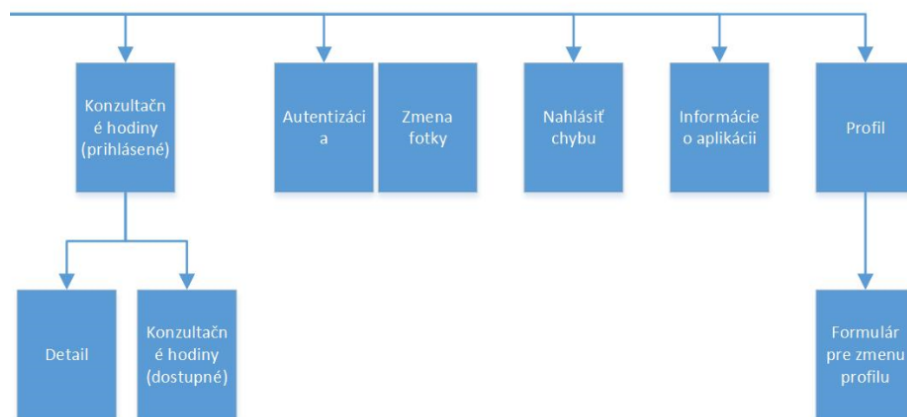 Konzultačn
é hodiny
(prihlásené)
Autentizáci
a
Zmena
fotky
Nahlásiť
chybu
Informácie
o aplikácii
Profil
Detail
Konzultačn
é hodiny
(dostupné)
Formulár
pre zmenu
profilu